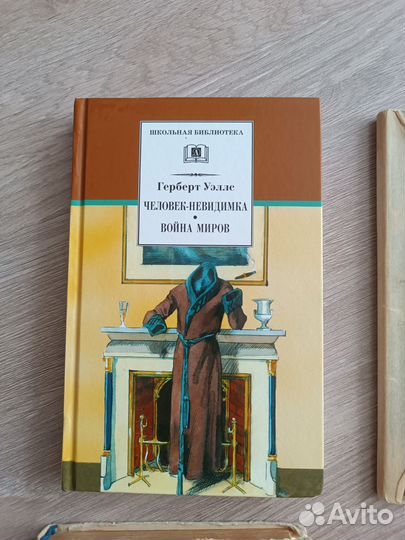 ШКОЛЬНАЯ БИБЛИОТЕКА
Герберт Уэллс
ЧЕЛОВЕК-НЕВИДИМКА
ВОЙНА МИРОВ
Avito